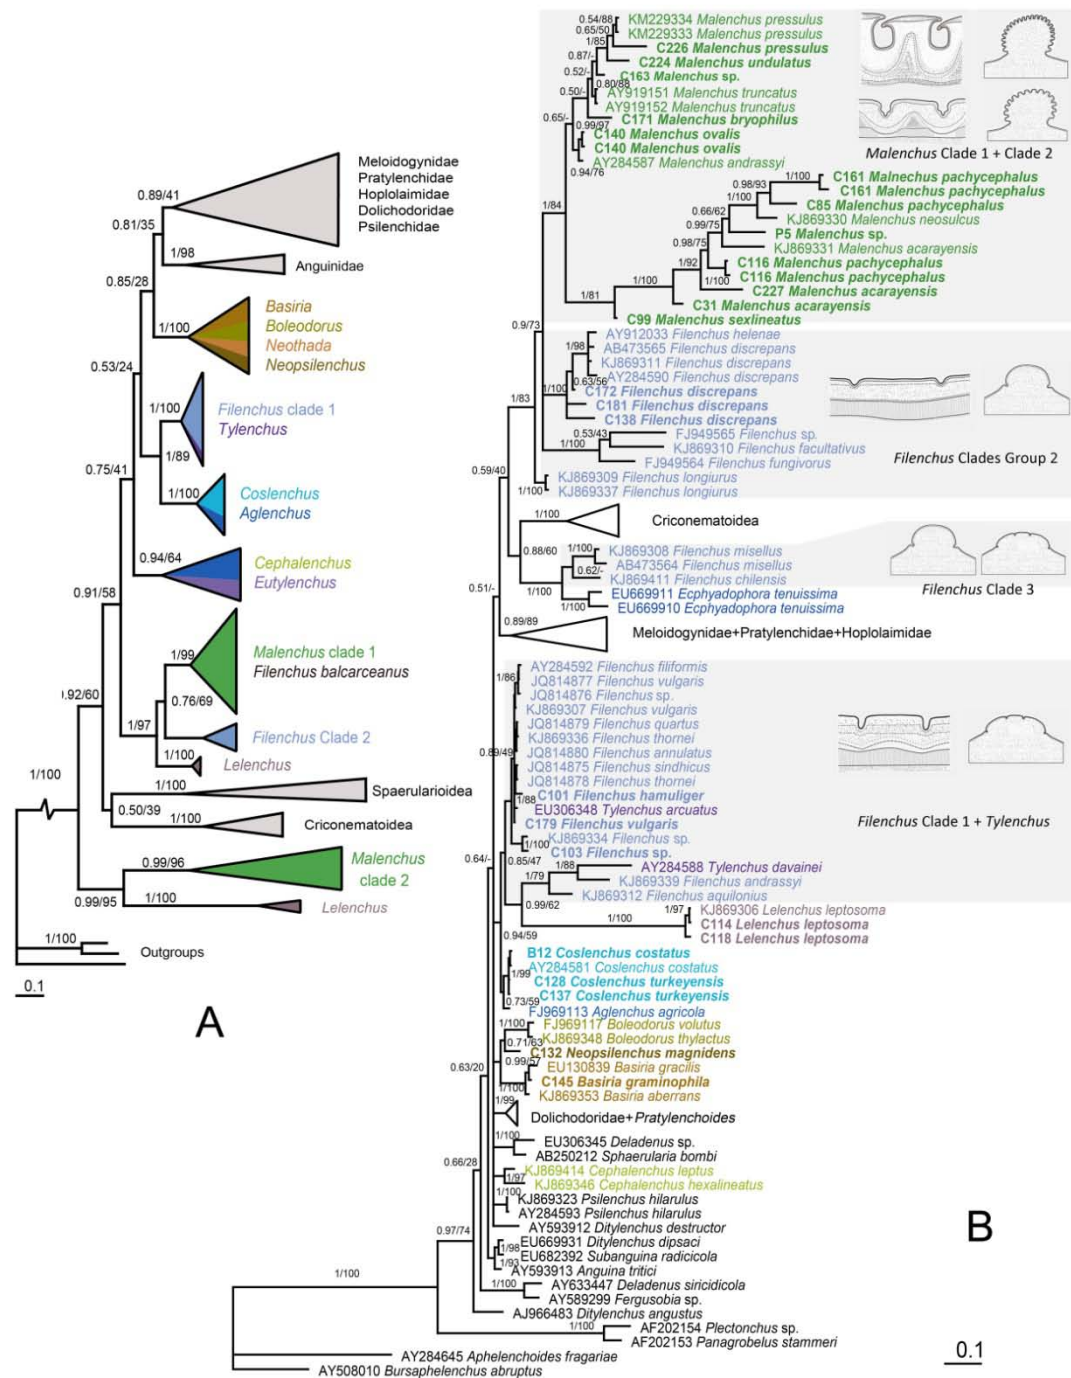 0.89/41
Meloidogynidae
Pratylenchidae
Hoplolaimidae
Dolichodoridae
Psilenchidae
0.81/35
1/98
Anguinidae
0.85/28
1/100
Basiria
Boleodorus
Neothada
Neopsilenchus
0.53/24
1/100
Filenchus clade 1
Tylenchus
1/89
0.75/41
1/100
Coslenchus
Aglenchus
0.94/64
Cephalenchus
Eutylenchus
0.91/58
1/99
Malenchus clade 1
Filenchus balcarceanus
0.76/69
0.92/60
1/97
Filenchus Clade 2
1/100
Lelenchus
1/100
1/100
Spaerularioidea
0.50/39
1/100
Criconematoidea
0.99/96
Malenchus
clade 2
0.99/95
1/100
Lelenchus
1/100
Outgroups
0.1
A
0.54/88
KM229334 Malenchus pressulus
0.65/50
KM229333 Malenchus pressulus
1/85
C226 Malenchus pressulus
0.87/-
C224 Malenchus undulatus
0.52/-
C163 Malenchus sp.
0.80/88
0.50/-
AY919151 Malenchus truncatus
AY919152 Malenchus truncatus
C171 Malenchus bryophilus
0.65/-
0.99/97
C140 Malenchus ovalis
C140 Malenchus ovalis
AY284587 Malenchus andrassyi
0.94/76
Malenchus Clade 1 + Clade 2
1/100
C161 Malnechus pachycephalus
0.98/93
C161 Malenchus pachycephalus
1/100
C85 Malenchus pachycephalus
0.66/62
KJ869330 Malenchus neosulcus
1/84
0.99/75
P5 Malenchus sp.
0.98/75
KJ869331 Malenchus acarayensis
1/92
C116 Malenchus pachycephalus
C116 Malenchus pachycephalus
1/100
1/100
C227 Malenchus acarayensis
1/81
C31 Malenchus acarayensis
C99 Malenchus sexlineatus
0.9/73
AY912033 Filenchus helenae
1/98
AB473565 Filenchus discrepans
KJ869311 Filenchus discrepans
AY284590 Filenchus discrepans
0.63/56
1/100
C172 Filenchus discrepans
1/83
C181 Filenchus discrepans
C138 Filenchus discrepans
0.53/43
FJ949565 Filenchus sp.
1/100
KJ869310 Filenchus facultativus
FJ949564 Filenchus fungivorus
Filenchus Clades Group 2
0.59/40
KJ869309 Filenchus longiurus
1/100
KJ869337 Filenchus longiurus
1/100
Criconematoidea
0.88/60
1/100
KJ869308 Filenchus misellus
0.62/-
AB473564 Filenchus misellus
KJ869411 Filenchus chilensis
1/100
EU669911 Ecphyadophora tenuissima
1/100
EU669910 Ecphyadophora tenuissima
Filenchus Clade 3
0.51/-
0.89/89
Meloidogynidae+Pratylenchidae+Hoplolaimidae
AY284592 Filenchus filiformis
1/86
JQ814877 Filenchus vulgaris
JQ814876 Filenchus sp.
KJ869307 Filenchus vulgaris
JQ814879 Filenchus quartus
KJ869336 Filenchus thornei
0.89/49
JQ814880 Filenchus annulatus
JQ814875 Filenchus sindhicus
JQ814878 Filenchus thornei
1/88
C101 Filenchus hamuliger
EU306348 Tylenchus arcuatus
C179 Filenchus vulgaris
KJ869334 Filenchus sp.
1/100
C103 Filenchus sp.
Filenchus Clade 1 + Tylenchus
0.64/-
0.85/47
1/88
AY284588 Tylenchus davainei
1/79
KJ869339 Filenchus andrassyi
KJ869312 Filenchus aquilonius
0.99/62
1/97
KJ869306 Lelenchus leptosoma
1/100
C114 Lelenchus leptosoma
C118 Lelenchus leptosoma
0.94/59
B12 Coslenchus costatus
AY284581 Coslenchus costatus
1/99
C128 Coslenchus turkeyensis
C137 Coslenchus turkeyensis
0.73/59
FJ969113 Aglenchus agricola
1/100
FJ969117 Boleodorus volutus
KJ869348 Boleodorus thylactus
0.71/63
C132 Neopsilenchus magnidens
0.99/57
EU130839 Basiria gracilis
0.63/20
C145 Basiria graminophila
1/100
KJ869353 Basiria aberrans
1/99
Dolichodoridae+Pratylenchoides
1/100
EU306345 Deladenus sp.
AB250212 Sphaerularia bombi
0.66/28
KJ869414 Cephalenchus leptus
1/97
KJ869346 Cephalenchus hexalineatus
1/100
KJ869323 Psilenchus hilarulus
AY284593 Psilenchus hilarulus
AY593912 Ditylenchus destructor
0.97/74
EU669931 Ditylenchus dipsaci
1/98
EU682392 Subanguina radicicola
1/93
AY593913 Anguina tritici
1/100
1/100
AY633447 Deladenus siricidicola
AY589299 Fergusobia sp.
AJ966483 Ditylenchus angustus
1/100
AF202154 Plectonchus sp.
AF202153 Panagrobelus stammeri
AY284645 Aphelenchoides fragariae
AY508010 Bursaphelenchus abruptus
B
0.1